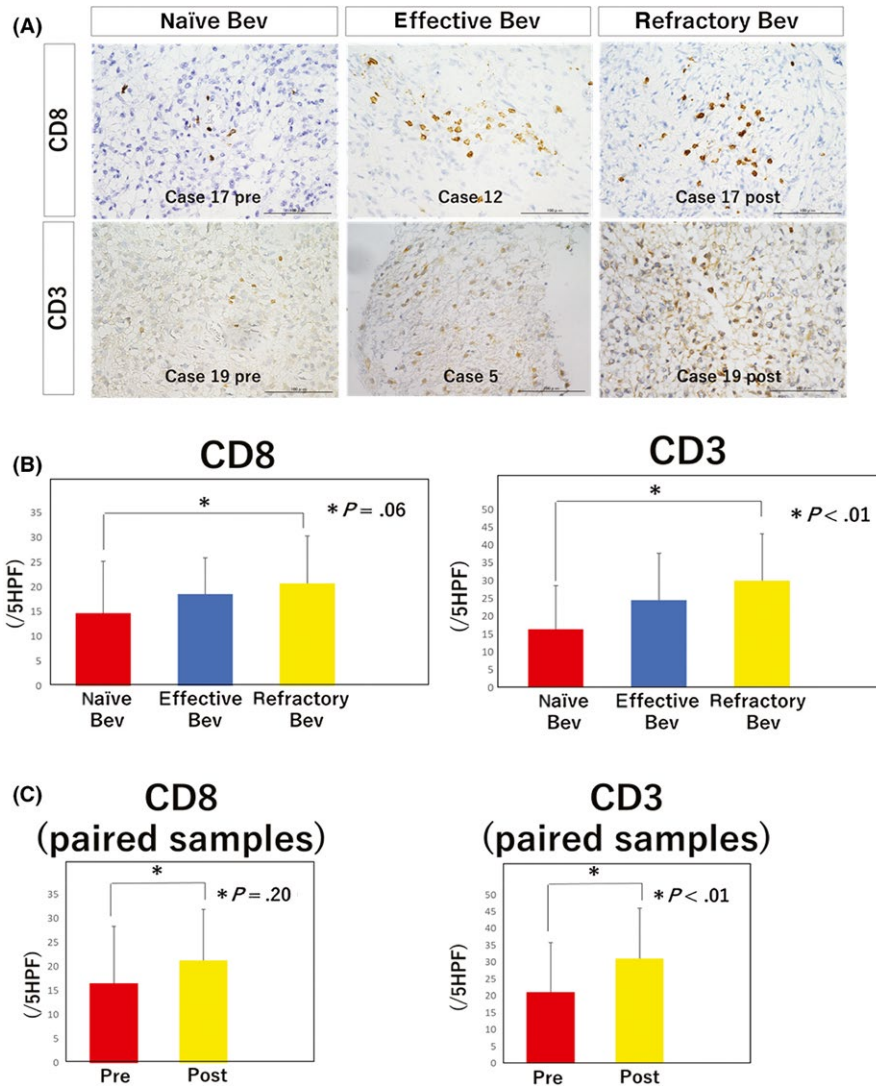 (A)
Naïve Bev
Effective Bev
Refractory Bev
CD8
Case 17 pre
Case 12
Case 17 post
CD3
Case 19 pre
Case 5
Case 19 post
(B)
CD8
* P = .06
*
35
30
25
20
15
10
5
0
(/5HPF)
Naïve Bev
Effective Bev
Refractory Bev
CD3
* P < .01
*
50
45
40
35
30
25
20
15
10
5
0
(/5HPF)
Naïve Bev
Effective Bev
Refractory Bev
(C)
CD8
(paired samples)
* P = .20
*
35
30
25
20
15
10
5
0
(/5HPF)
Pre
Post
CD3
(paired samples)
* P < .01
*
50
45
40
35
30
25
20
15
10
5
0
(/5HPF)
Pre
Post